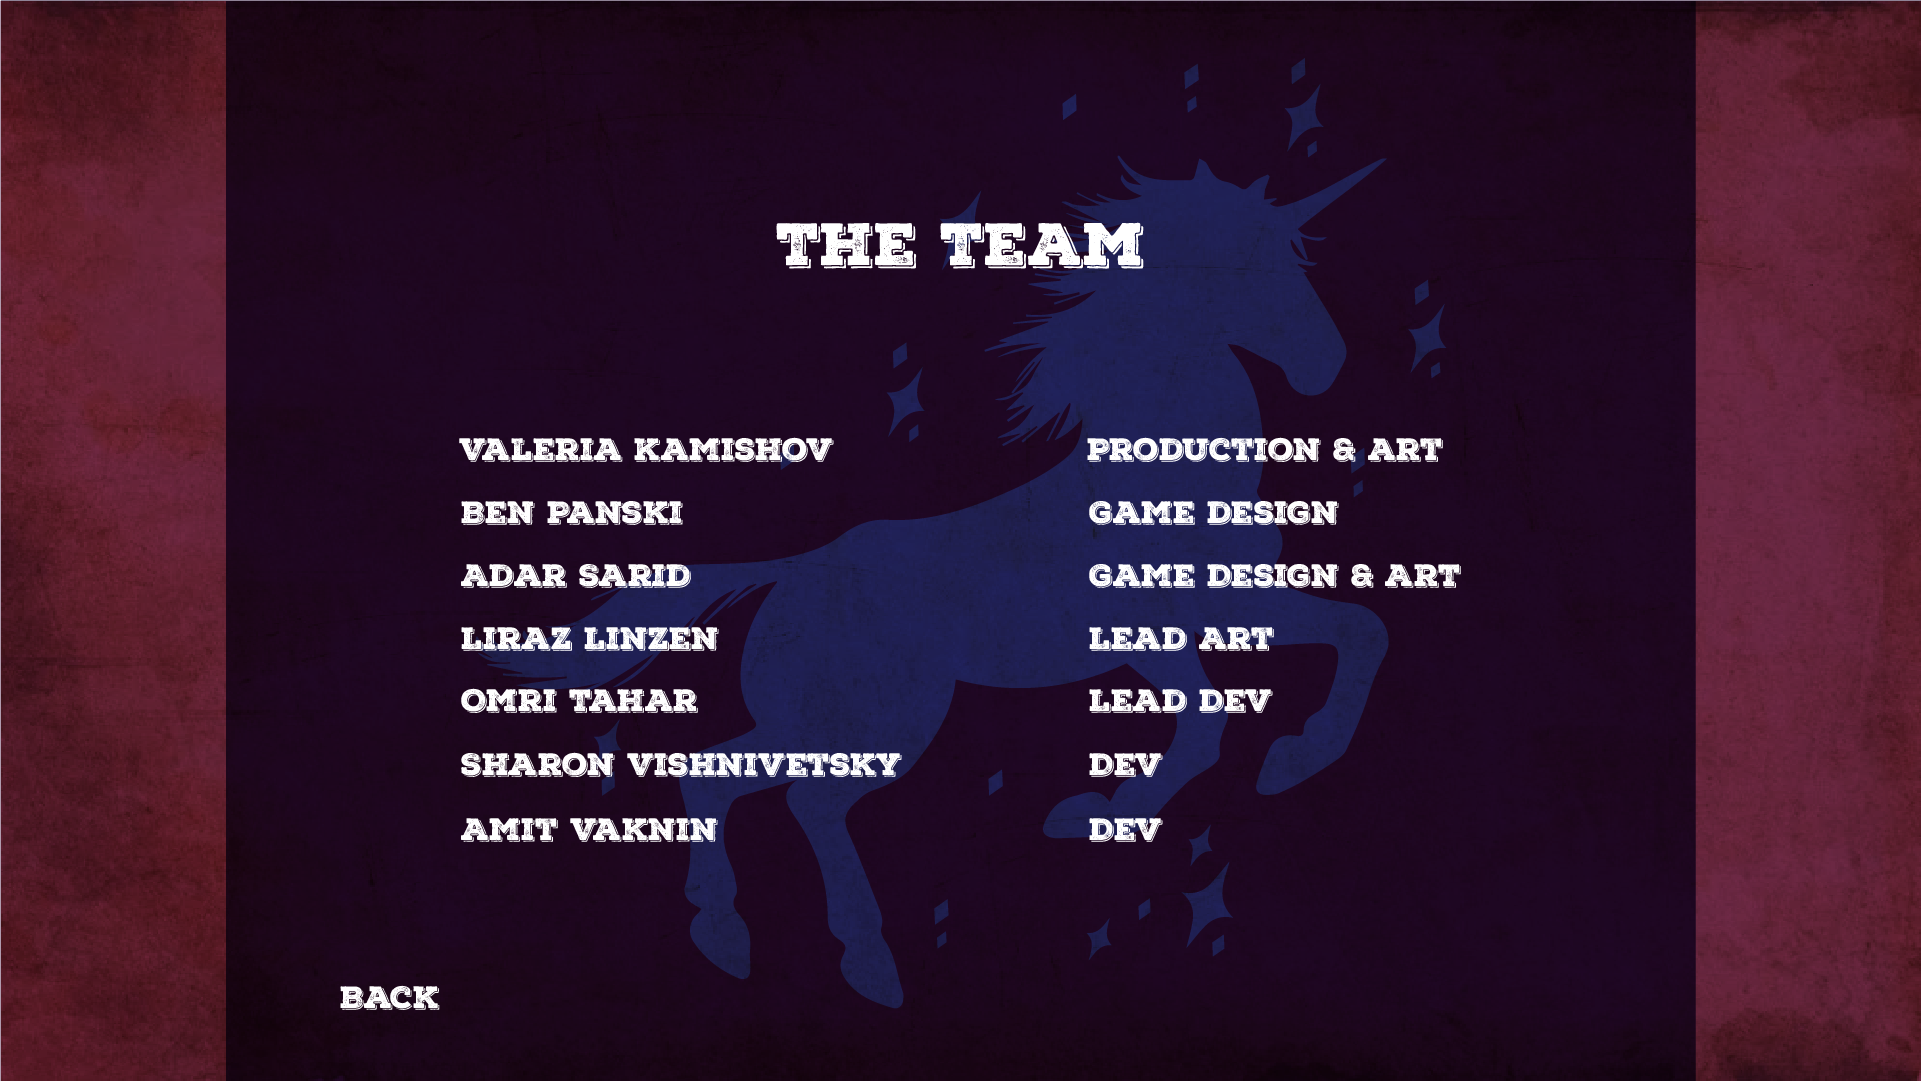 THE TEAM
VALERIA KAMISHOV PRODUCTION & ART
BEN PANSKI GAME DESIGN
ADAR SARID GAME DESIGN & ART
LIRAZ LINZEN LEAD ART
OMRI TAHAR LEAD DEV
SHARON VISHNIVETSKY DEV
AMIT VAKNIN DEV
BACK